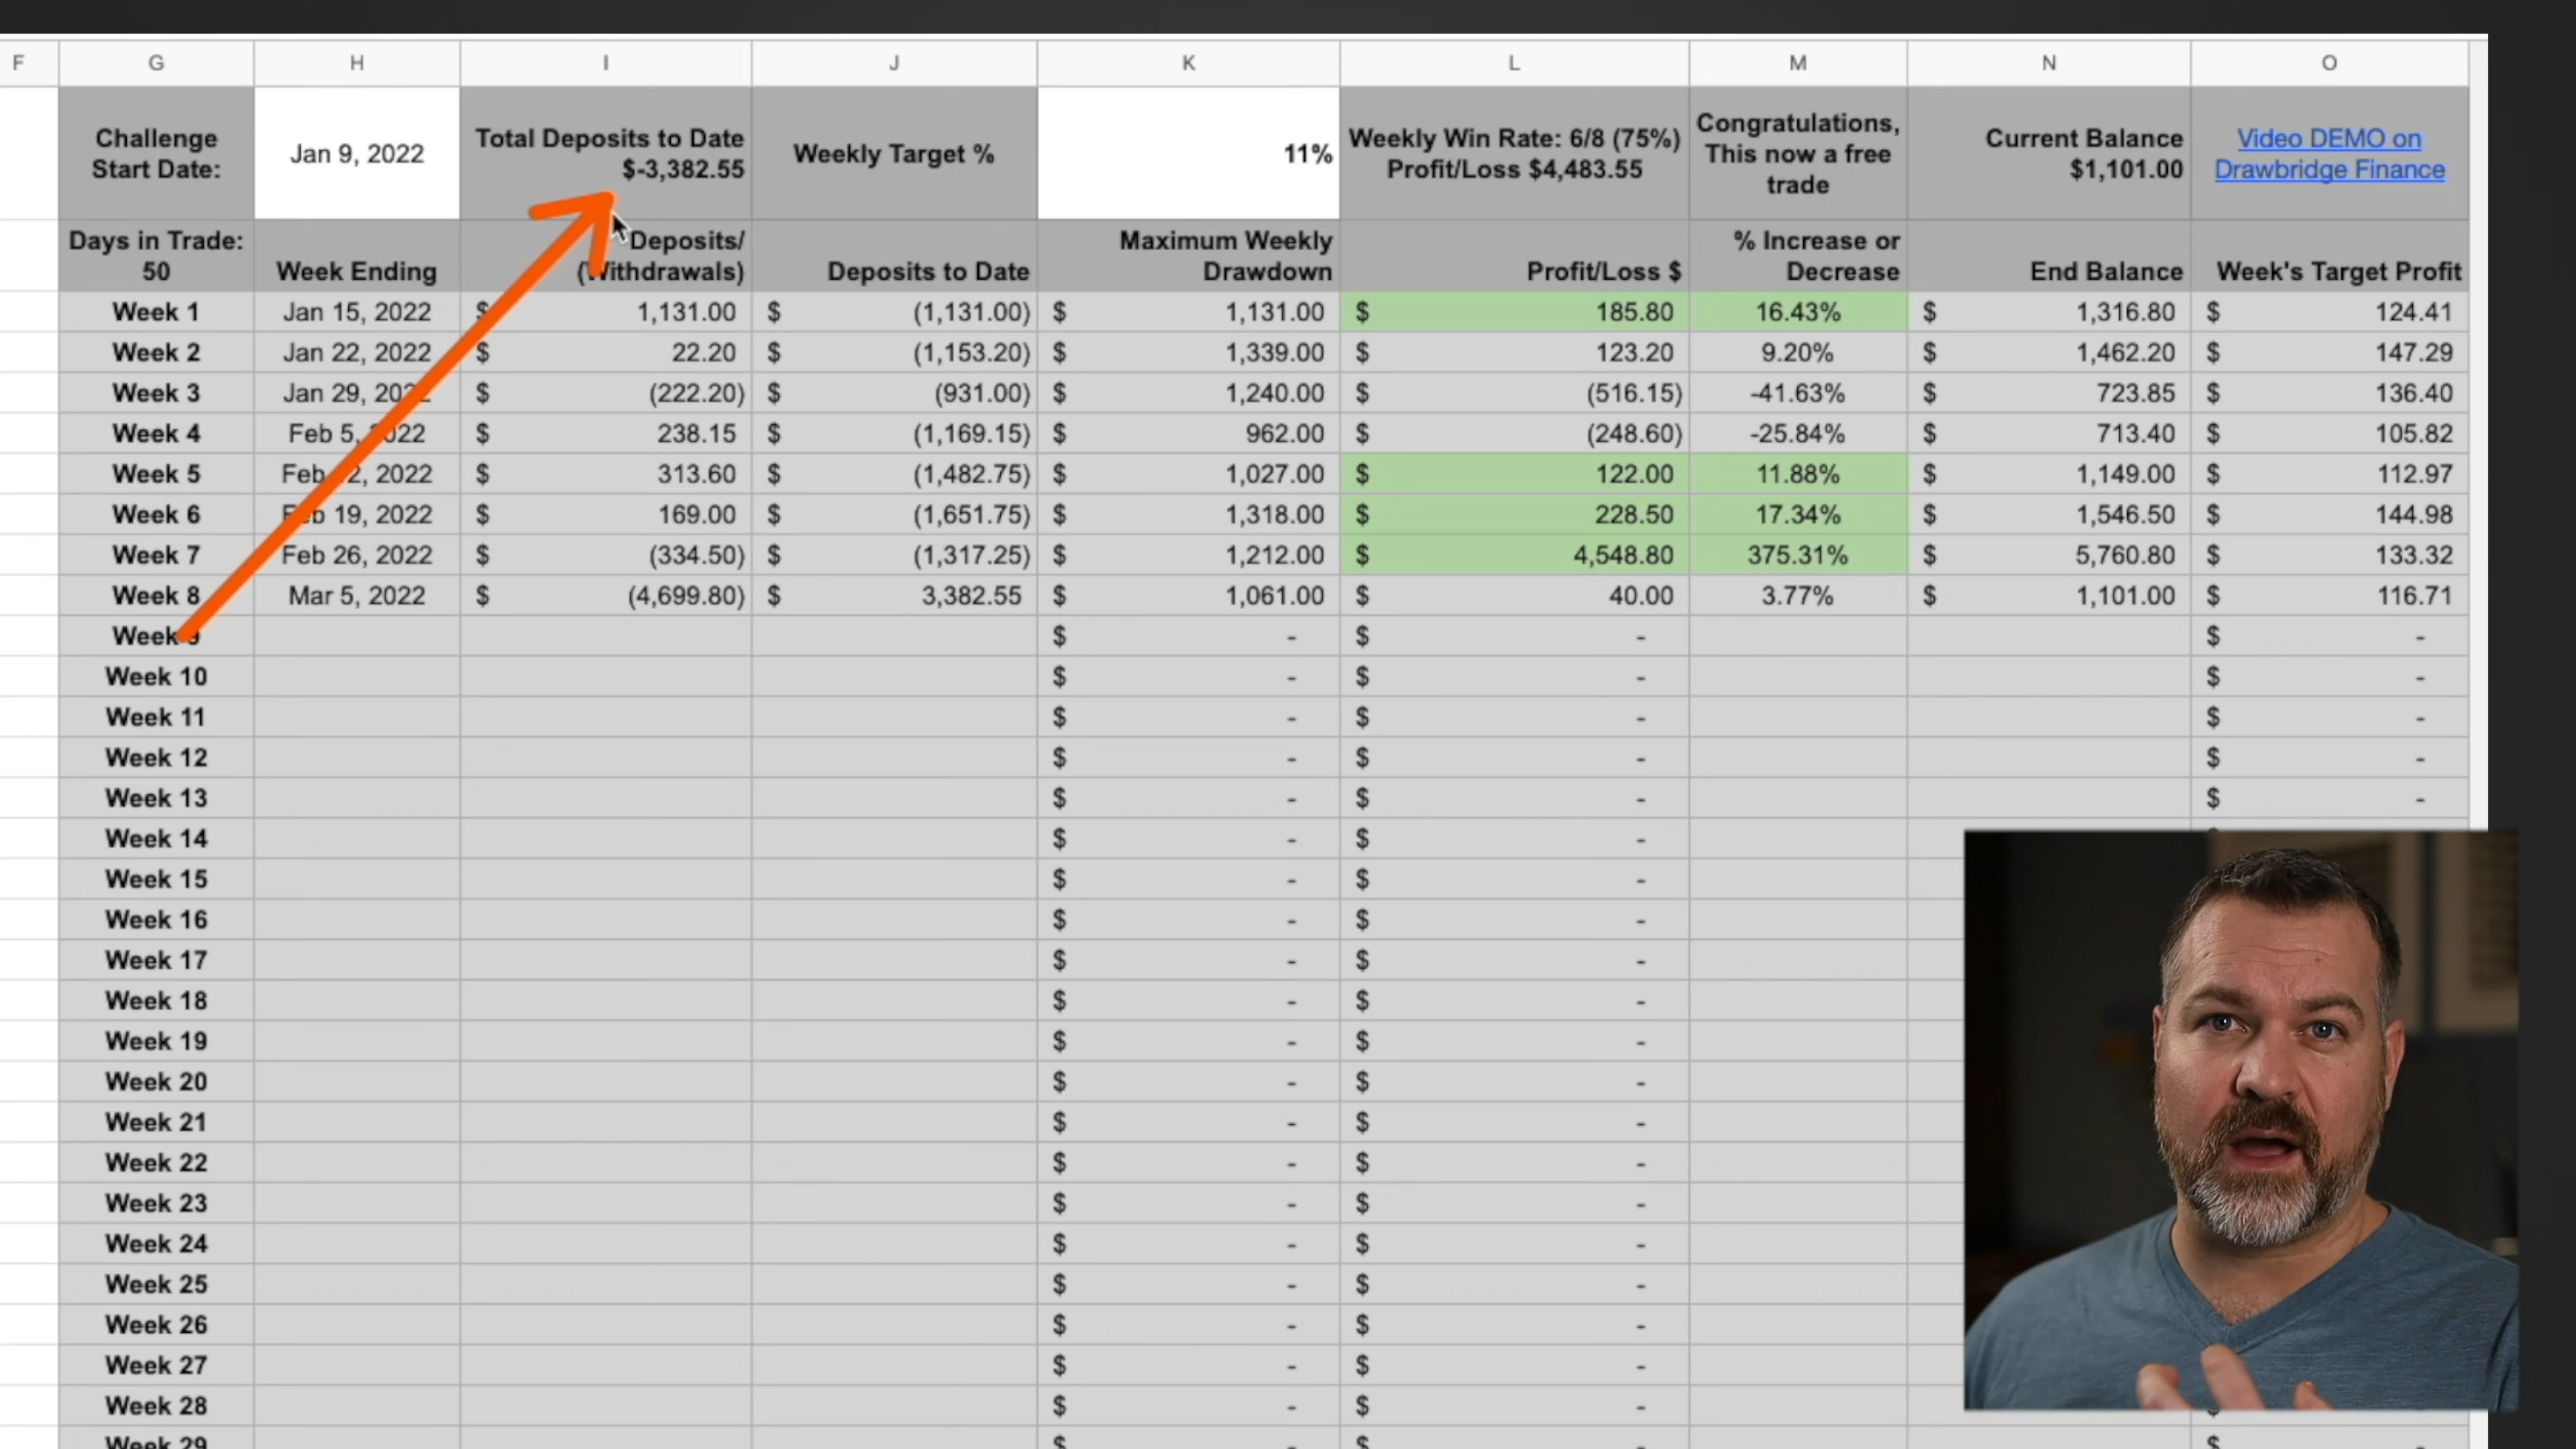 F G H I J K L M N O
Challenge
Start Date:
Jan 9, 2022
Total Deposits to Date
$-3,382.55
Weekly Target %
11%
Weekly Win Rate: 6/8 (75%)
Profit/Loss $4,483.55
Congratulations,
This now a free
trade
Current Balance
$1,101.00
Video DEMO on
Drawbridge Finance
Days in Trade:
50
Week Ending
Deposits/
(Withdrawals)
Deposits to Date
Maximum Weekly
Drawdown
Profit/Loss $
% Increase or
Decrease
End Balance
Week's Target Profit
Week 1 Jan 15, 2022 $ 1,131.00 $ (1,131.00) $ 1,131.00 $ 185.80 16.43% $ 1,316.80 $ 124.41
Week 2 Jan 22, 2022 $ 22.20 $ (1,153.20) $ 1,339.00 $ 123.20 9.20% $ 1,462.20 $ 147.29
Week 3 Jan 29, 2022 $ (222.20) $ (931.00) $ 1,240.00 $ (516.15) -41.63% $ 723.85 $ 136.40
Week 4 Feb 5, 2022 $ 238.15 $ (1,169.15) $ 962.00 $ (248.60) -25.84% $ 713.40 $ 105.82
Week 5 Feb 12, 2022 $ 313.60 $ (1,482.75) $ 1,027.00 $ 122.00 11.88% $ 1,149.00 $ 112.97
Week 6 Feb 19, 2022 $ 169.00 $ (1,651.75) $ 1,318.00 $ 228.50 17.34% $ 1,546.50 $ 144.98
Week 7 Feb 26, 2022 $ (334.50) $ (1,317.25) $ 1,212.00 $ 4,548.80 375.31% $ 5,760.80 $ 133.32
Week 8 Mar 5, 2022 $ (4,699.80) $ 3,382.55 $ 1,061.00 $ 40.00 3.77% $ 1,101.00 $ 116.71
Week 9 $ - $ - $ -
Week 10 $ - $ - $ -
Week 11 $ - $ - $ -
Week 12 $ - $ - $ -
Week 13 $ - $ - $ -
Week 14 $ - $ -
Week 15 $ - $ -
Week 16 $ - $ -
Week 17 $ - $ -
Week 18 $ - $ -
Week 19 $ - $ -
Week 20 $ - $ -
Week 21 $ - $ -
Week 22 $ - $ -
Week 23 $ - $ -
Week 24 $ - $ -
Week 25 $ - $ -
Week 26 $ - $ -
Week 27 $ - $ -
Week 28 $ - $ -
Week 29 $ - $ - $ -